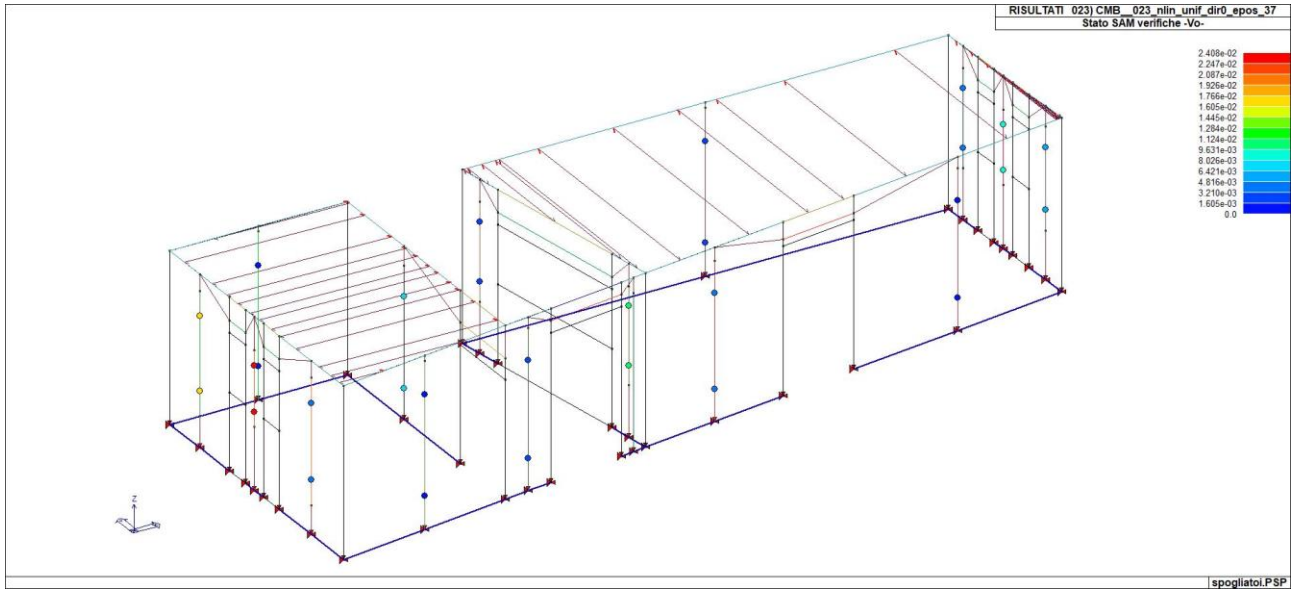 RISULTATI 023) CMB__023_nlin_unif_dir0_epos_37
Stato SAM verifiche -Vo-
2.408e-02
2.247e-02
2.087e-02
1.926e-02
1.766e-02
1.605e-02
1.445e-02
1.284e-02
1.124e-02
9.631e-03
8.026e-03
6.421e-03
4.816e-03
3.210e-03
1.605e-03
0.0
Z
spogliatoi.PSP